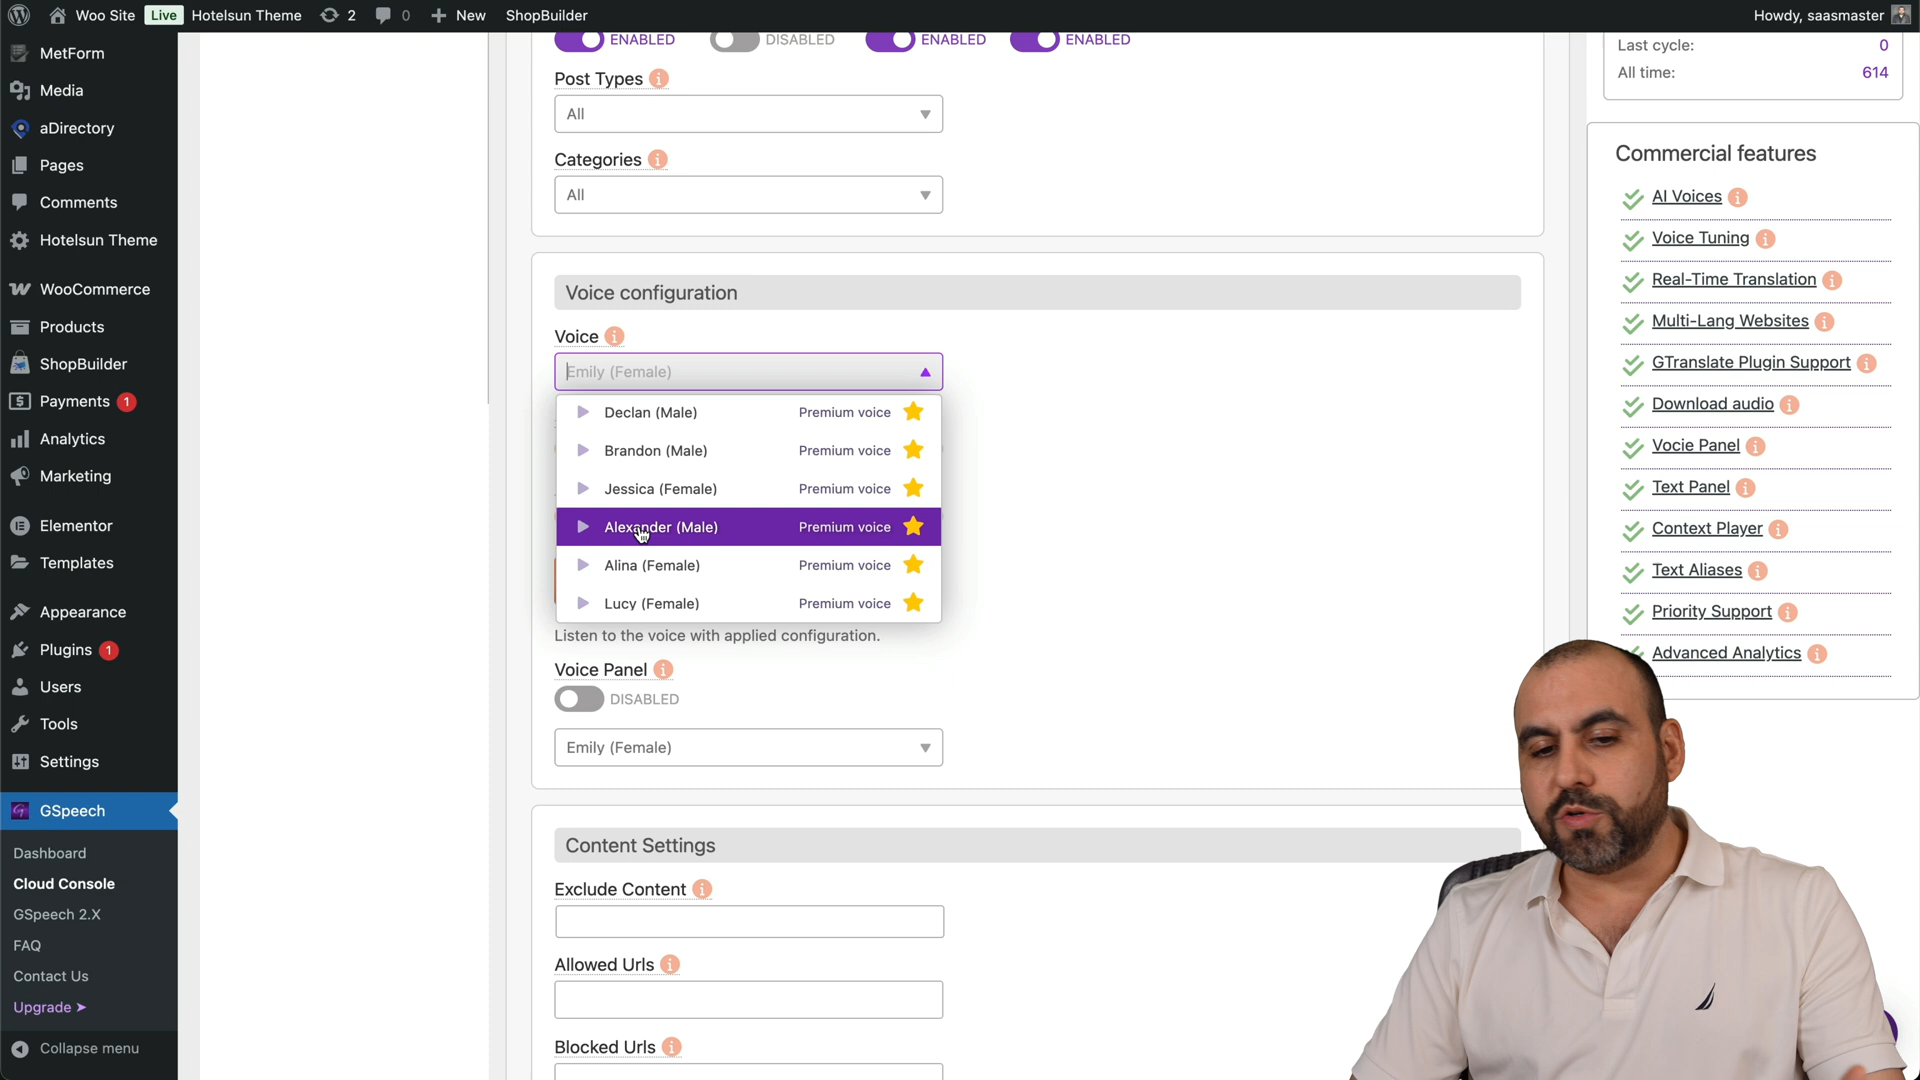 Woo Site Live Hotelsun Theme 2 0 New ShopBuilder Howdy, saasmaster
MetForm
Media
aDirectory
Pages
Comments
Hotelsun Theme
WooCommerce
Products
ShopBuilder
Payments 1
Analytics
Marketing
Elementor
Templates
Appearance
Plugins 1
Users
Tools
Settings
GSpeech
Dashboard
Cloud Console
GSpeech 2.X
FAQ
Contact Us
Upgrade ➤
Collapse menu
ENABLED DISABLED ENABLED ENABLED
Post Types
All
Categories
All
Voice configuration
Voice
Emily (Female)
Declan (Male) Premium voice
Brandon (Male) Premium voice
Jessica (Female) Premium voice
Alexander (Male) Premium voice
Alina (Female) Premium voice
Lucy (Female) Premium voice
Listen to the voice with applied configuration.
Voice Panel
DISABLED
Emily (Female)
Content Settings
Exclude Content
Allowed Urls
Blocked Urls
Last cycle: 0
All time: 614
Commercial features
AI Voices
Voice Tuning
Real-Time Translation
Multi-Lang Websites
GTranslate Plugin Support
Download audio
Vocie Panel
Text Panel
Context Player
Text Aliases
Priority Support
Advanced Analytics